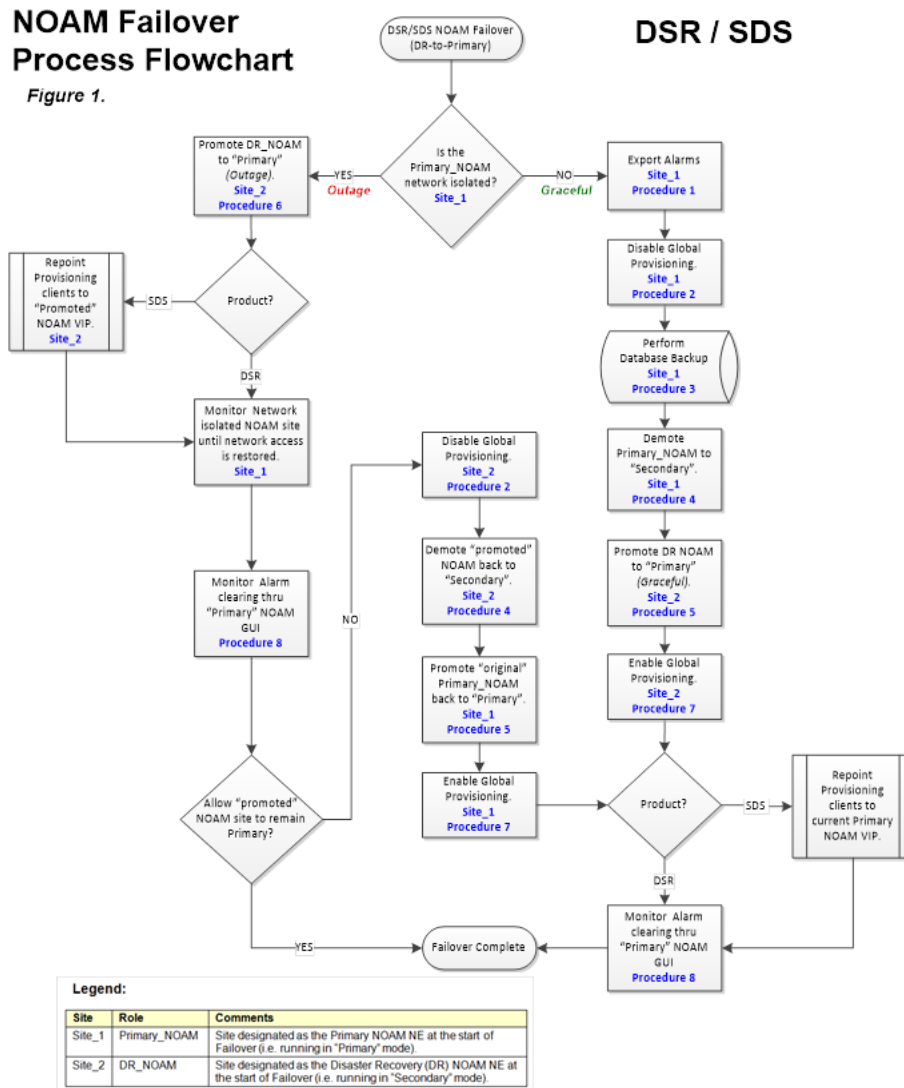 NOAM Failover
Process Flowchart
Figure 1.
DSR / SDS
DSR/SDS NOAM Failover
(DR-to-Primary)
Is the
Primary_NOAM
network isolated?
Site_1
YES
Outage
NO
Graceful
Promote DR_NOAM
to “Primary”
(Outage).
Site_2
Procedure 6
Product?
SDS
Repoint
Provisioning
clients to
“Promoted”
NOAM VIP.
Site_2
DSR
Monitor Network
isolated NOAM site
until network access
is restored.
Site_1
Monitor Alarm
clearing thru
“Primary” NOAM
GUI
Procedure 8
Allow “promoted”
NOAM site to remain
Primary?
NO
YES
Disable Global
Provisioning.
Site_2
Procedure 2
Demote “promoted”
NOAM back to
“Secondary”.
Site_2
Procedure 4
Promote “original”
Primary_NOAM
back to “Primary”.
Site_1
Procedure 5
Enable Global
Provisioning.
Site_1
Procedure 7
Export Alarms
Site_1
Procedure 1
Disable Global
Provisioning.
Site_1
Procedure 2
Perform
Database Backup
Site_1
Procedure 3
Demote
Primary_NOAM to
“Secondary”.
Site_1
Procedure 4
Promote DR NOAM
to “Primary”
(Graceful).
Site_2
Procedure 5
Enable Global
Provisioning.
Site_2
Procedure 7
Product?
SDS
Repoint
Provisioning
clients to
current Primary
NOAM VIP.
DSR
Monitor Alarm
clearing thru
“Primary” NOAM
GUI
Procedure 8
Failover Complete
Legend:
Site Role Comments
Site_1 Primary_NOAM Site designated as the Primary NOAM NE at the start of
Failover (i.e. running in “Primary” mode).
Site_2 DR_NOAM Site designated as the Disaster Recovery (DR) NOAM NE at
the start of Failover (i.e. running in “Secondary” mode).